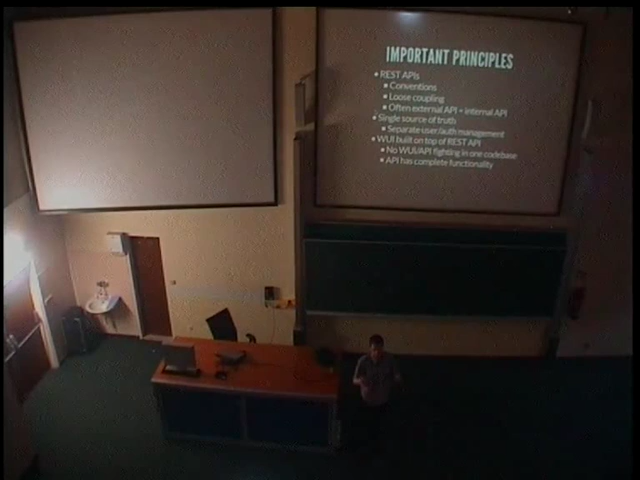 IMPORTANT PRINCIPLES
REST APIs
Conventions
Loose coupling
Often external API = internal API
Single source of truth
Separate user/auth management
WUI built on top of REST API
No WUI/API fighting in one codebase
API has complete functionality